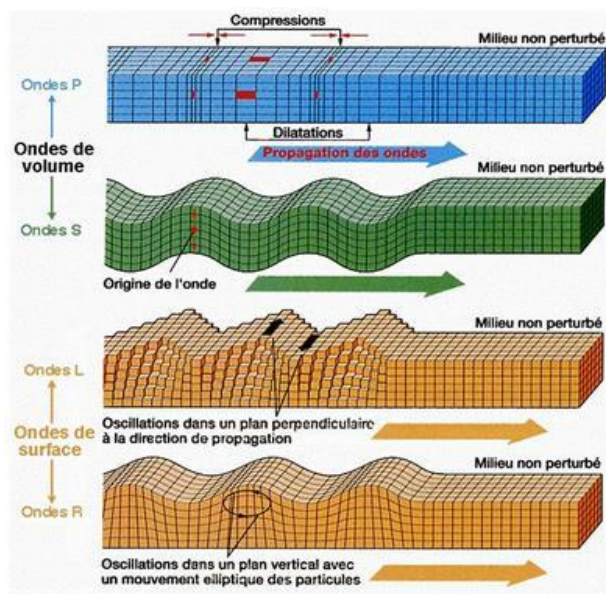 Compressions
Milieu non perturbé
Ondes P
Dilatations
Ondes de
volume
Propagation des ondes
Milieu non perturbé
Ondes S
Origine de l'onde
Milieu non perturbé
Ondes L
Oscillations dans un plan perpendiculaire
à la direction de propagation
Ondes de
surface
Milieu non perturbé
Ondes R
Oscillations dans un plan vertical avec
un mouvement elliptique des particules